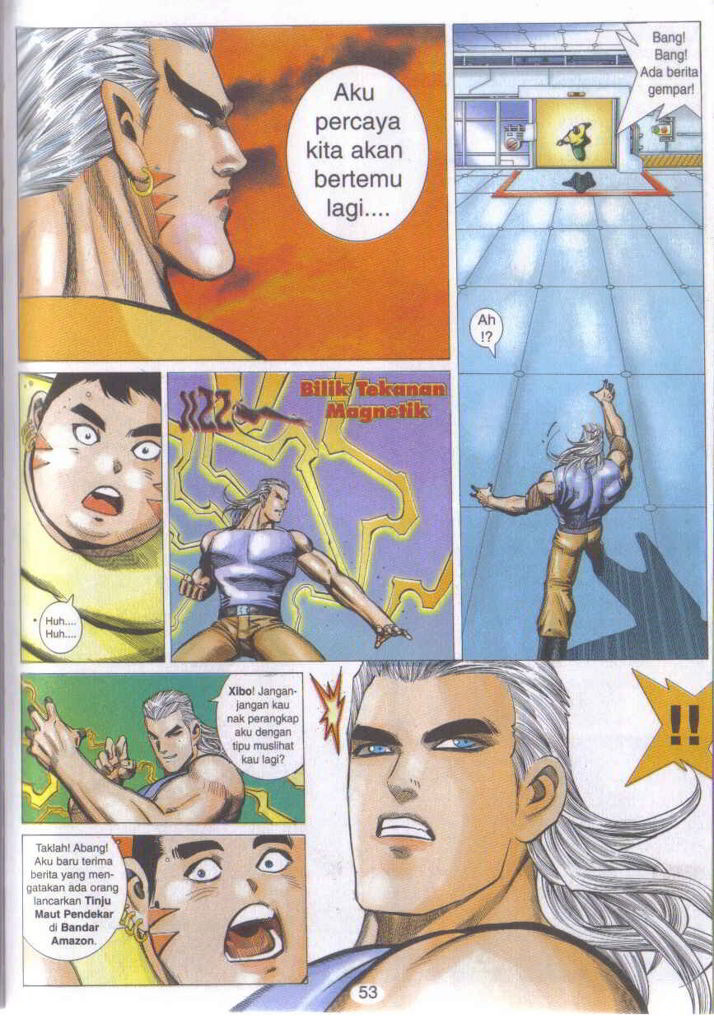 Aku
percaya
kita akan
bertemu
lagi....
Bang!
Bang!
Ada berita
gempar!
Ah
!?
Huh....
Huh....
1122
Bilik Tekanan
Magnetik
Xibo! Jangan-
jangan kau
nak perangkap
aku dengan
tipu muslihat
kau lagi?
!!
Taklah! Abang!
Aku baru terima
berita yang men-
gatakan ada orang
lancarkan Tinju
Maut Pendekar
di Bandar
Amazon.
53